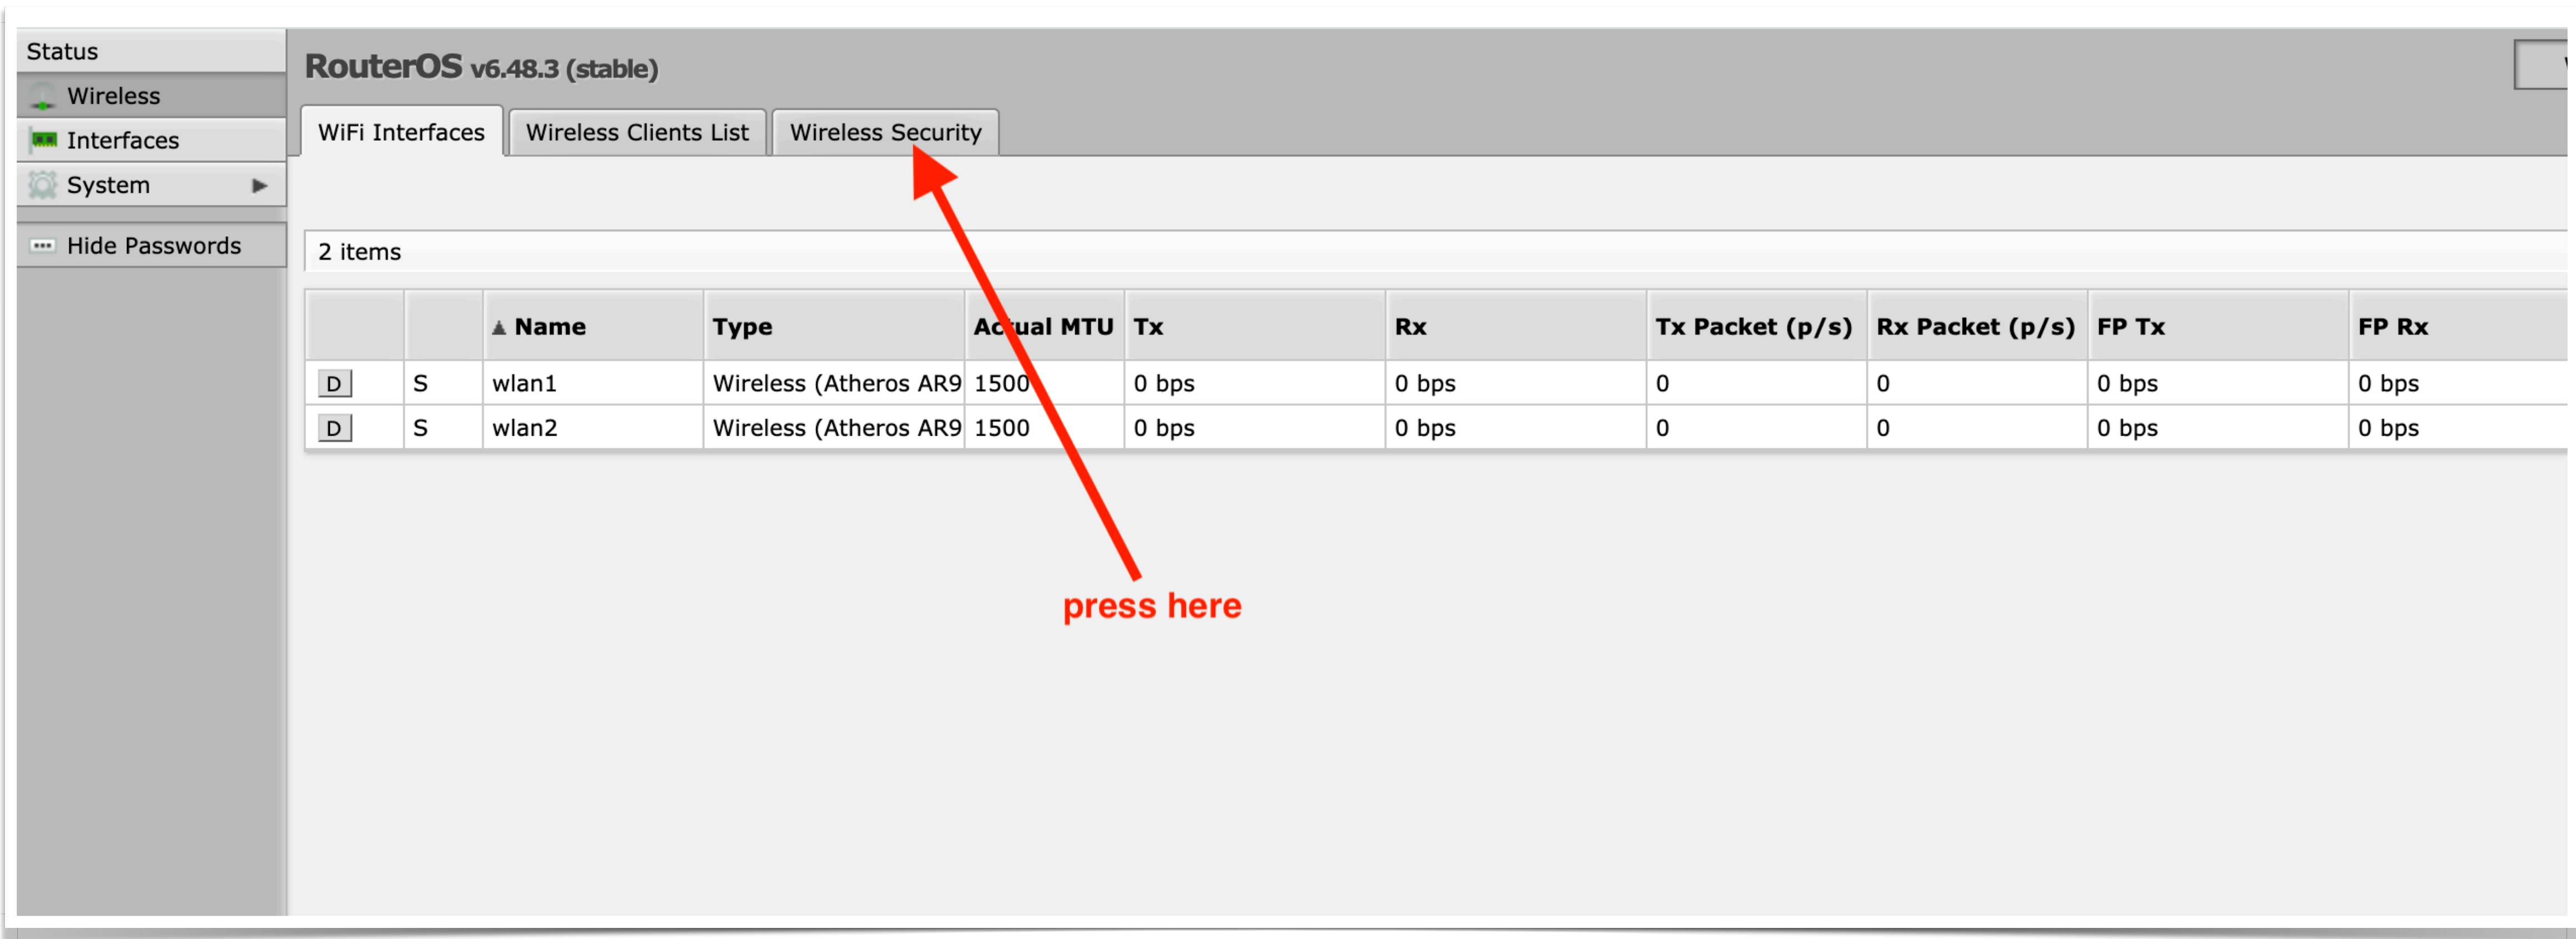 Status
Wireless
Interfaces
System
Hide Passwords
RouterOS v6.48.3 (stable)
WiFi Interfaces Wireless Clients List Wireless Security
2 items
Name Type Actual MTU Tx Rx Tx Packet (p/s) Rx Packet (p/s) FP Tx FP Rx
D S wlan1 Wireless (Atheros AR9 1500 0 bps 0 bps 0 0 0 bps 0 bps
D S wlan2 Wireless (Atheros AR9 1500 0 bps 0 bps 0 0 0 bps 0 bps
press here